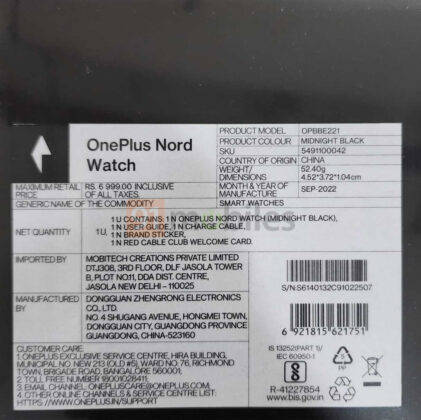 OnePlus Nord
Watch
PRODUCT MODEL OPBBE221
PRODUCT COLOUR MIDNIGHT BLACK
SKU 5491100042
COUNTRY OF ORIGIN CHINA
WEIGHT/ 52.40g
DIMENSIONS 4.52*3.72*1.04cm
MONTH & YEAR OF SEP-2022
MANUFACTURE
MAXIMUM RETAIL RS. 6 999.00 INCLUSIVE
PRICE OF ALL TAXES.
GENERIC NAME OF THE COMMODITY SMART WATCHES
NET QUANTITY 1U, 1 U CONTAINS: 1 N ONEPLUS NORD WATCH (MIDNIGHT BLACK),
1 N USER GUIDE, 1 N CHARGE CABLE,
1 N BRAND STICKER,
1 N RED CABLE CLUB WELCOME CARD.
91mobiles
IMPORTED BY MOBITECH CREATIONS PRIVATE LIMITED
DTJ308, 3RD FLOOR, DLF JASOLA TOWER
B, PLOT NO.11, DDA DIST CENTRE,
JASOLA NEW DELHI - 110025
S/N:S6140132C91022507
MANUFACTURED DONGGUAN ZHENGRONG ELECTRONICS
BY CO., LTD.
NO. 4 SHUGANG AVENUE, HONGMEI TOWN,
DONGGUAN CITY, GUANGDONG PROVINCE
GUANGDONG, CHINA-523160
6 921815 621751
CUSTOMER CARE
1. ONEPLUS EXCLUSIVE SERVICE CENTRE, HIRA BUILDING,
MUNICIPAL NO. NEW 213 (OLD #5), WARD NO. 76, RICHMOND
TOWN, BRIGADE ROAD, BANGALORE 560001;
2. TOLL FREE NUMBER 18001028411;
3. EMAIL ADDRESS ONEPLUSCARE@ONEPLUS.COM;
4. OTHER ONLINE CHANNELS & SERVICE CENTRE LIST:
HTTPS://WWW.ONEPLUS.IN/SUPPORT
IS 13252(PART 1)/
IEC 60950-1
R-41227854
www.bis.gov.in
5
PP